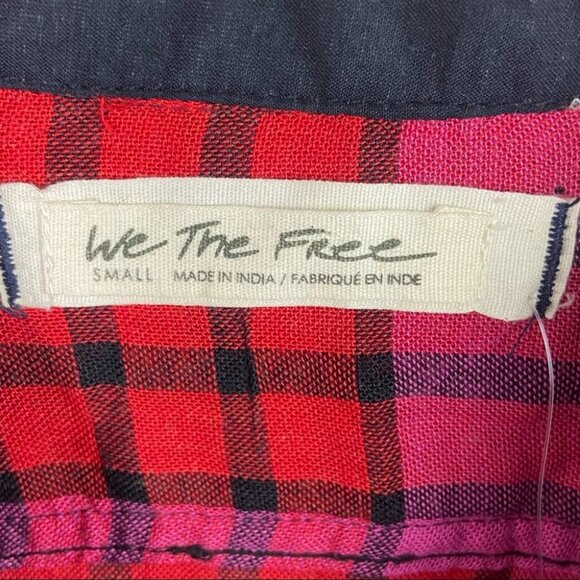 We The Free
SMALL MADE IN INDIA / FABRIQUÉ EN INDE